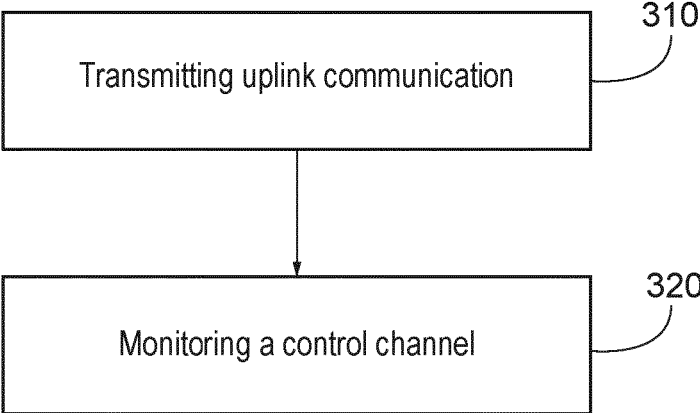 310
Transmitting uplink communication
320
Monitoring a control channel